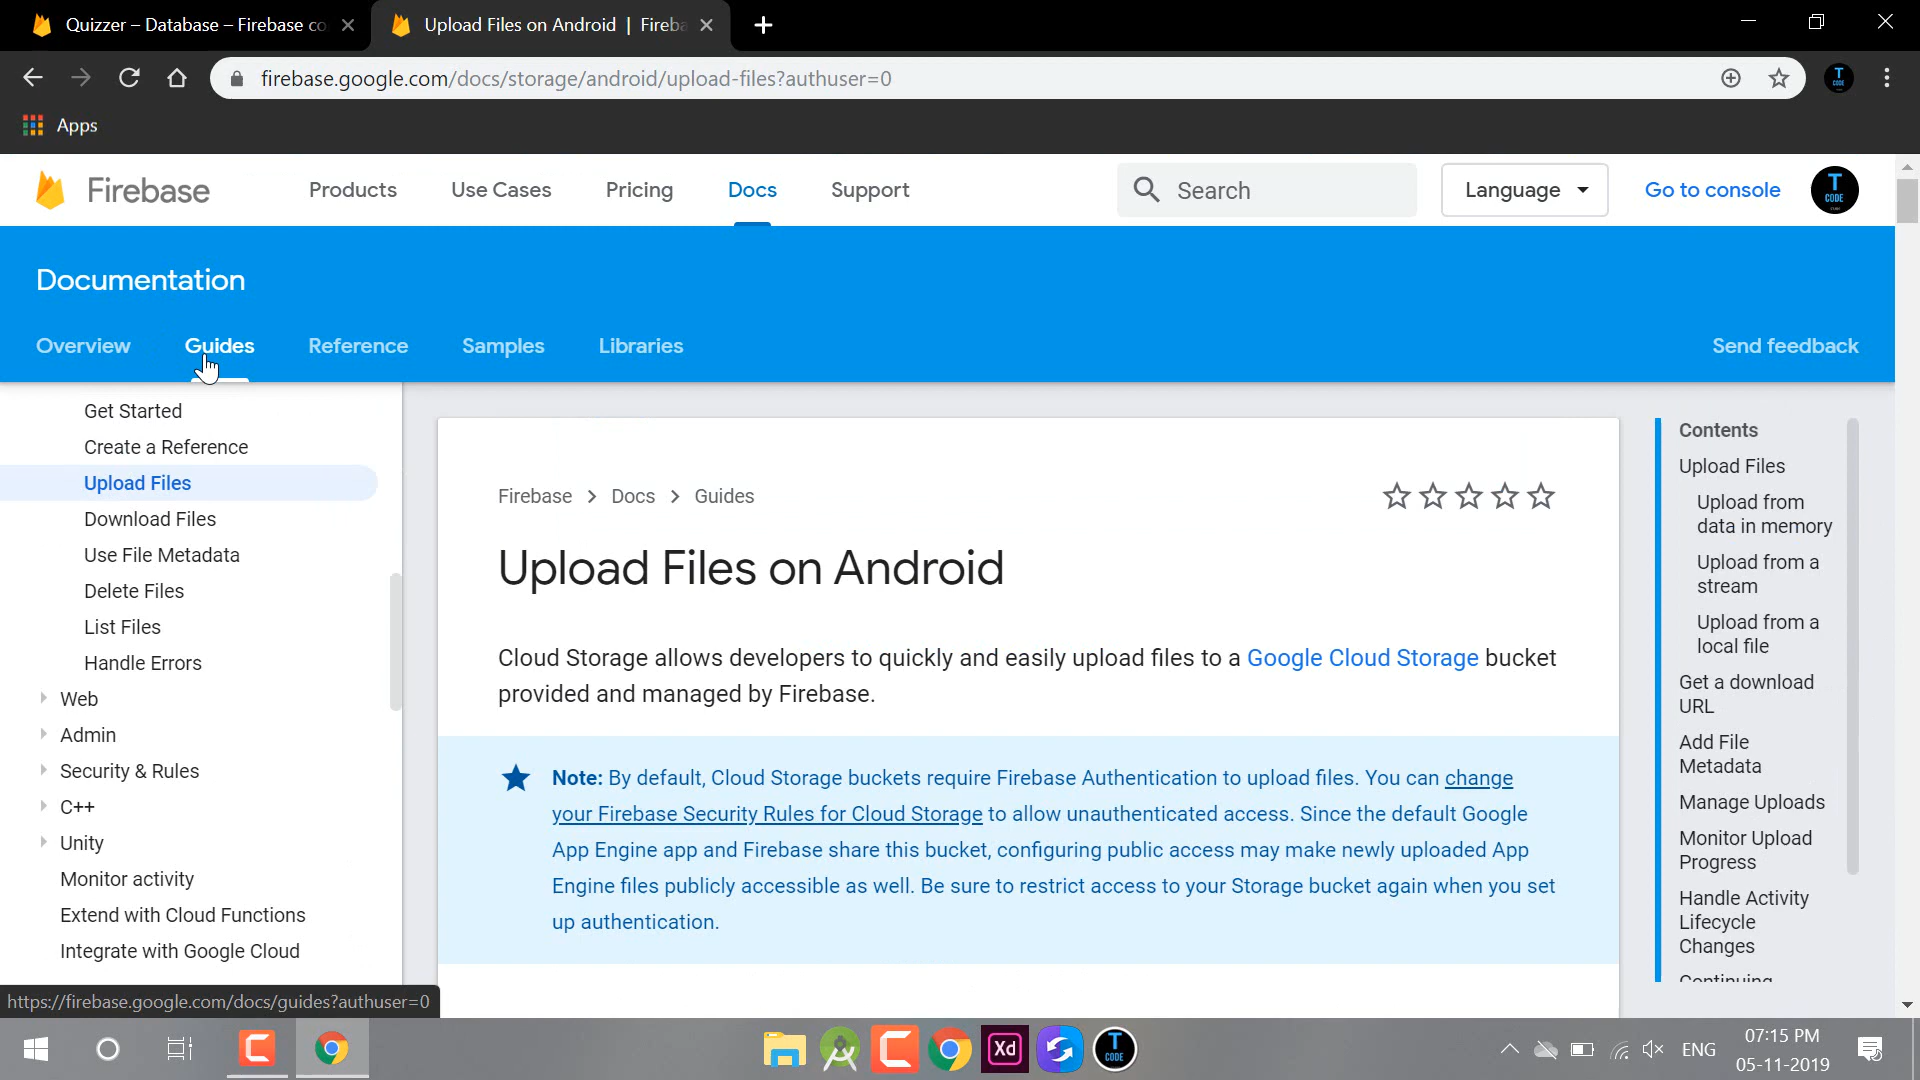 Quizzer – Database – Firebase co
Upload Files on Android | Fireba
firebase.google.com/docs/storage/android/upload-files?authuser=0
T
CODE
Apps
Firebase
Products
Use Cases
Pricing
Docs
Support
Search
Language
Go to console
T
CODE
Documentation
Overview
Guides
Reference
Samples
Libraries
Send feedback
Get Started
Create a Reference
Upload Files
Download Files
Use File Metadata
Delete Files
List Files
Handle Errors
Web
Admin
Security & Rules
C++
Unity
Monitor activity
Extend with Cloud Functions
Integrate with Google Cloud
https://firebase.google.com/docs/guides?authuser=0
Firebase > Docs > Guides
Upload Files on Android
Cloud Storage allows developers to quickly and easily upload files to a Google Cloud Storage bucket
provided and managed by Firebase.
Note: By default, Cloud Storage buckets require Firebase Authentication to upload files. You can change
your Firebase Security Rules for Cloud Storage to allow unauthenticated access. Since the default Google
App Engine app and Firebase share this bucket, configuring public access may make newly uploaded App
Engine files publicly accessible as well. Be sure to restrict access to your Storage bucket again when you set
up authentication.
Contents
Upload Files
Upload from
data in memory
Upload from a
stream
Upload from a
local file
Get a download
URL
Add File
Metadata
Manage Uploads
Monitor Upload
Progress
Handle Activity
Lifecycle
Changes
Continuing
Xd
T
CODE
ENG
07:15 PM
05-11-2019